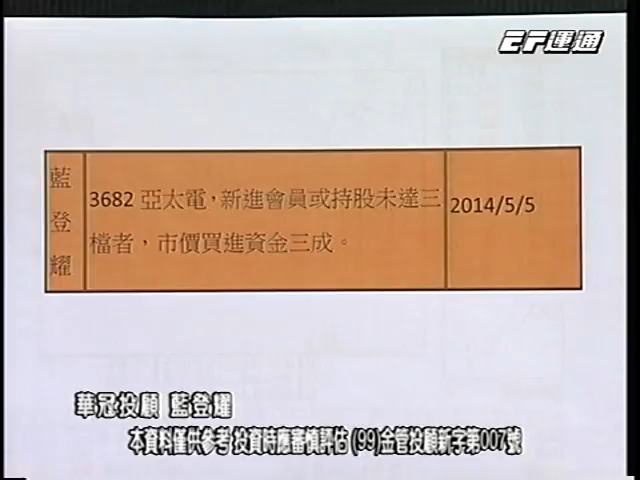 EF運通
藍登耀
3682 亞太電，新進會員或持股未達三
檔者，市價買進資金三成。
2014/5/5
華冠投顧 藍登耀
本資料僅供參考 投資時應審慎評估 (99)金管投顧新字第007號